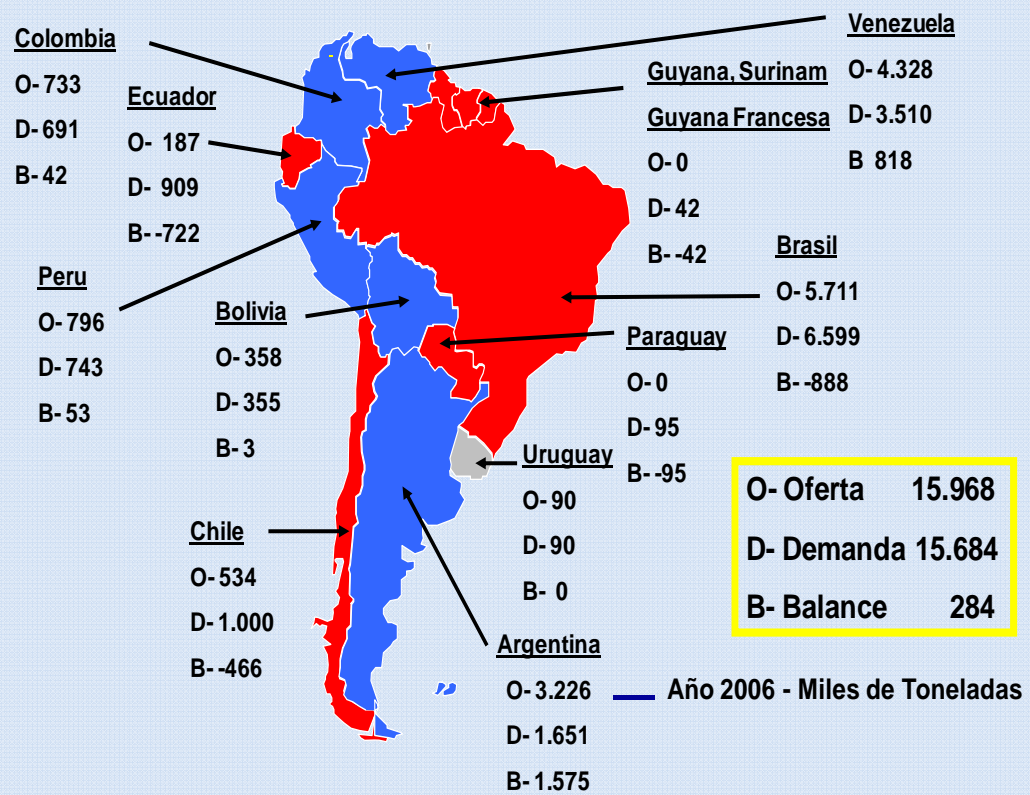 Colombia
O- 733
D- 691
B- 42
Ecuador
O- 187
D- 909
B- -722
Peru
O- 796
D- 743
B- 53
Bolivia
O- 358
D- 355
B- 3
Chile
O- 534
D- 1.000
B- -466
Venezuela
O- 4.328
D- 3.510
B 818
Guyana, Surinam
Guyana Francesa
O- 0
D- 42
B- -42
Brasil
O- 5.711
D- 6.599
B- -888
Paraguay
O- 0
D- 95
B- -95
Uruguay
O- 90
D- 90
B- 0
Argentina
O- 3.226
D- 1.651
B- 1.575
O- Oferta 15.968
D- Demanda 15.684
B- Balance 284
Año 2006 - Miles de Toneladas